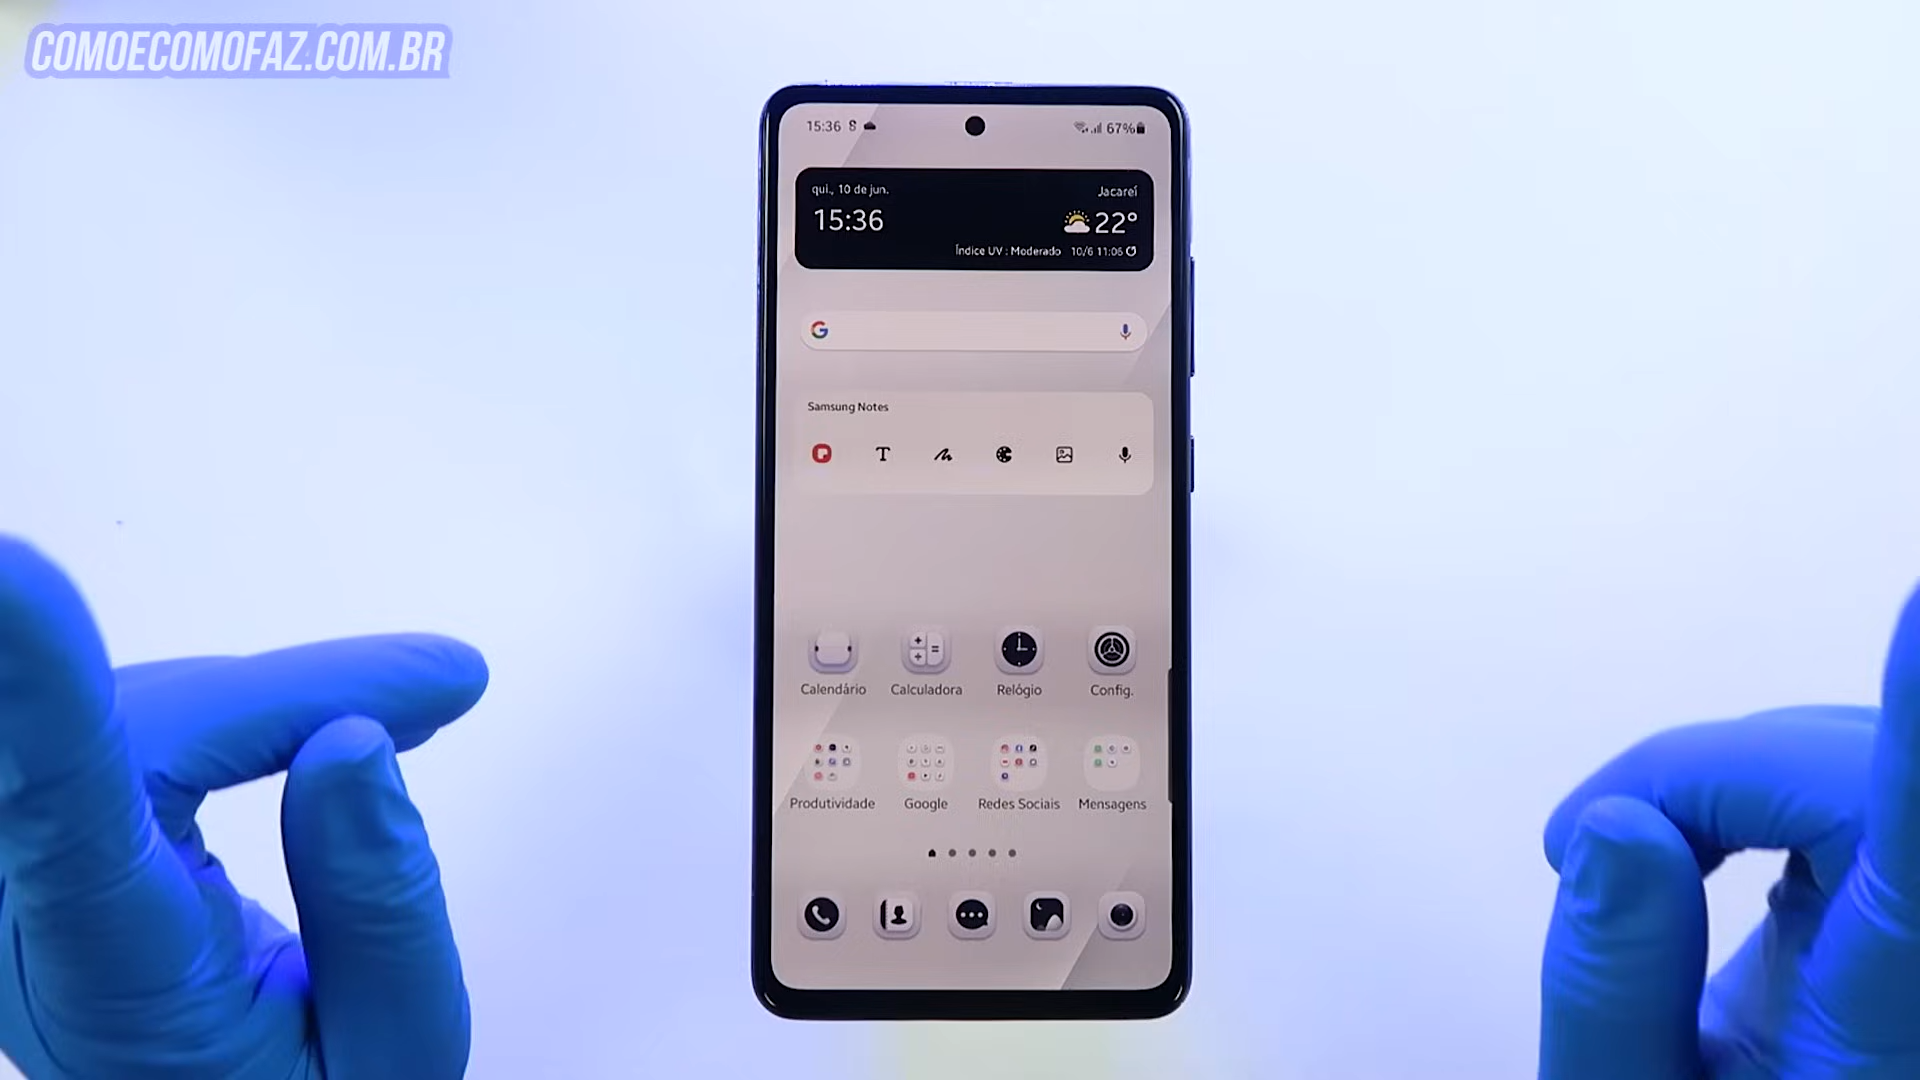 COMOECOMOFAZ.COM.BR
15:36
67%
qui., 10 de jun.
Jacareí
15:36
22°
Índice UV : Moderado 10/6 11:06
G
Samsung Notes
T
Calendário
Calculadora
Relógio
Config.
Produtividade
Google
Redes Sociais
Mensagens